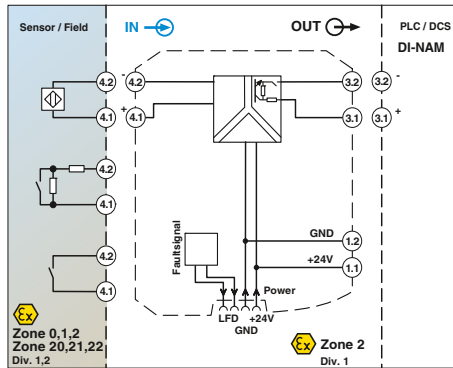 Sensor / Field
IN
OUT
PLC / DCS
DI-NAM
4.2
-
4.2
3.2
3.2
-
4.1
+
4.1
3.1
3.1
+
4.2
4.1
Faultsignal
GND
1.2
+24V
1.1
4.2
4.1
Power
LFD
+24V
GND
Ex
Zone 0,1,2
Zone 20,21,22
Div. 1,2
Ex
Zone 2
Div. 1